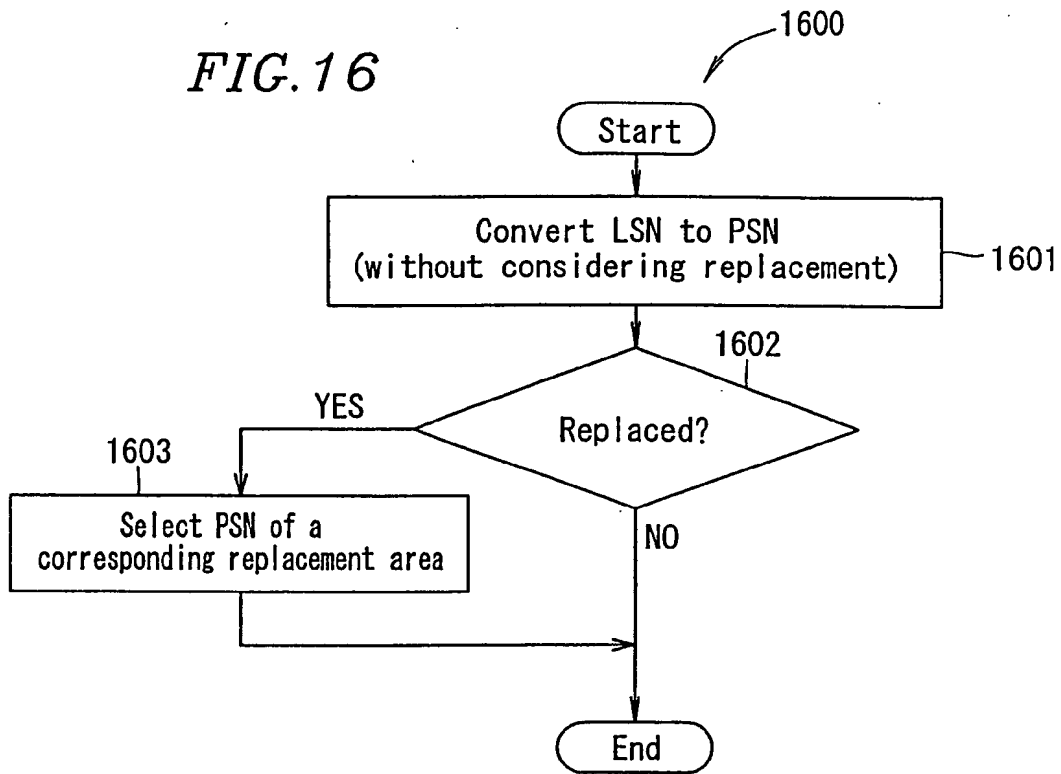 1600
FIG.16
Start
Convert LSN to PSN
(without considering replacement)
1601
1602
YES
Replaced?
1603
Select PSN of a
corresponding replacement area
NO
End